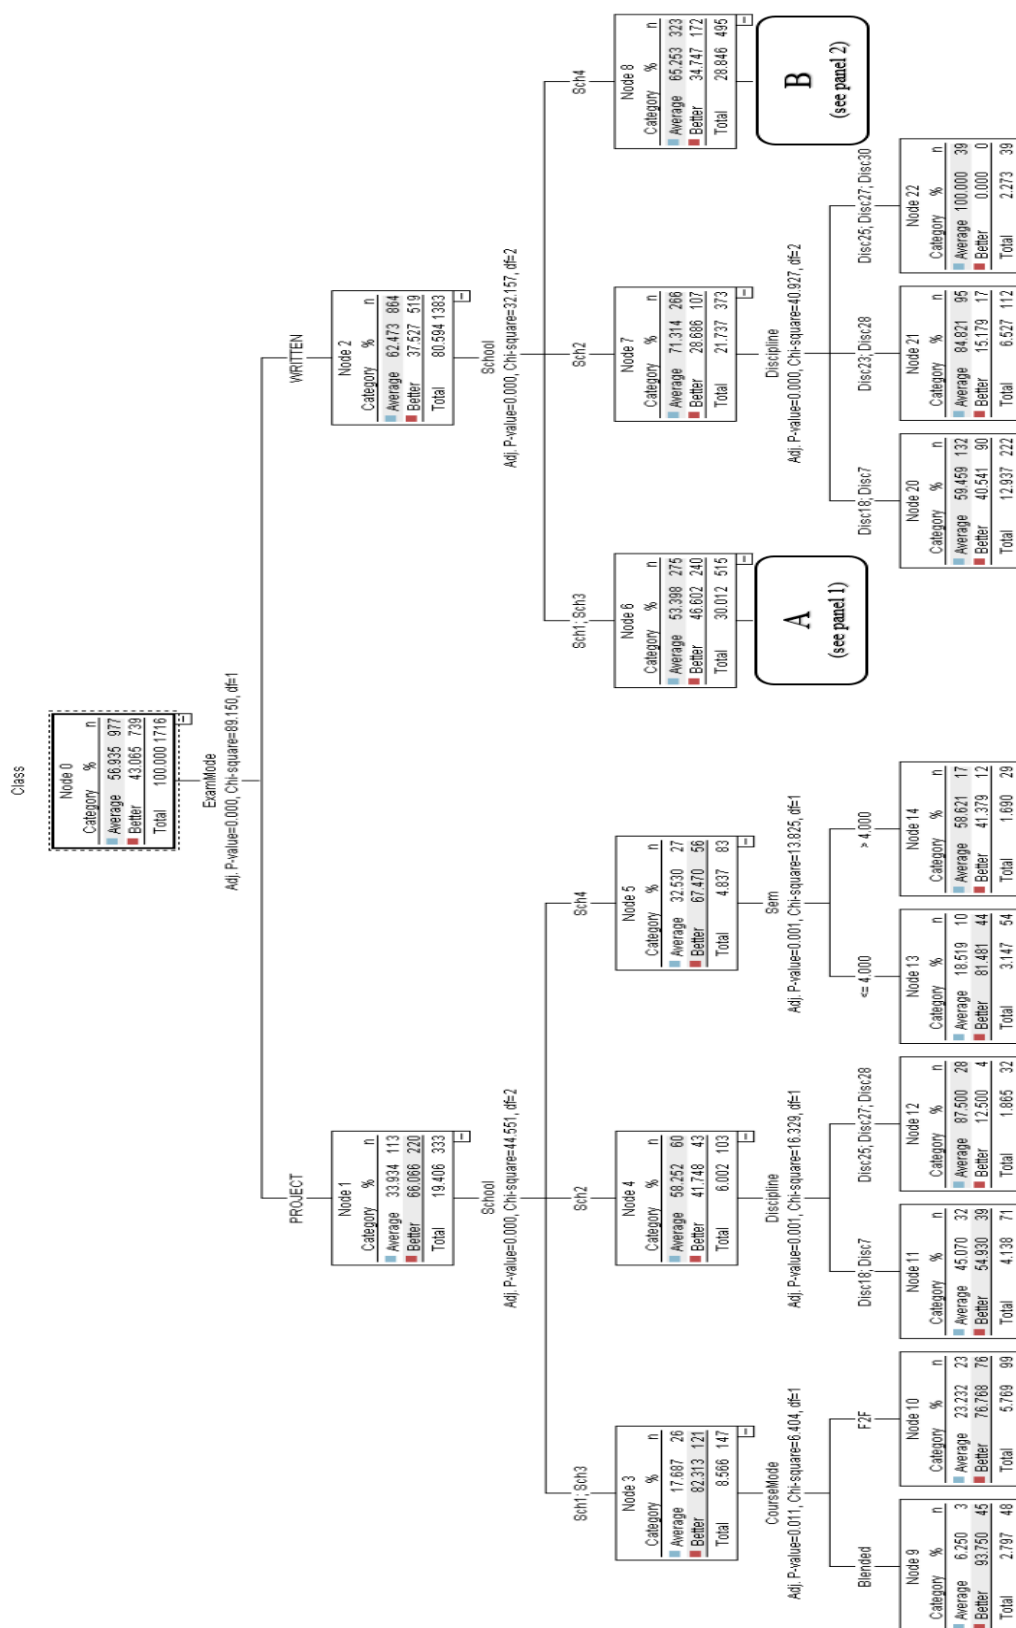 Class
Node 0
Category % n
Average 56.935 977
Better 43.065 739
Total 100.000 1716
ExamMode
Adj. P-value=0.000, Chi-square=89.150, df=1
PROJECT
WRITTEN
Node 1
Category % n
Average 33.934 113
Better 66.066 220
Total 19.406 333
Node 2
Category % n
Average 62.473 864
Better 37.527 519
Total 80.594 1383
School
Adj. P-value=0.000, Chi-square=44.551, df=2
School
Adj. P-value=0.000, Chi-square=32.157, df=2
Sch1; Sch3
Sch2
Sch4
Sch1; Sch3
Sch2
Sch4
Node 3
Category % n
Average 17.687 26
Better 82.313 121
Total 8.566 147
Node 4
Category % n
Average 58.252 60
Better 41.748 43
Total 6.002 103
Node 5
Category % n
Average 32.530 27
Better 67.470 56
Total 4.837 83
Node 6
Category % n
Average 53.398 275
Better 46.602 240
Total 30.012 515
Node 7
Category % n
Average 71.314 266
Better 28.686 107
Total 21.737 373
Node 8
Category % n
Average 65.253 323
Better 34.747 172
Total 28.846 495
CourseMode
Adj. P-value=0.011, Chi-square=6.404, df=1
Discipline
Adj. P-value=0.001, Chi-square=16.329, df=1
Sem
Adj. P-value=0.001, Chi-square=13.825, df=1
A
(see panel 1)
Discipline
Adj. P-value=0.000, Chi-square=40.927, df=2
B
(see panel 2)
Blended
F2F
Disc18; Disc7
Disc25; Disc27; Disc28
<= 4.000
> 4.000
Disc18; Disc7
Disc23; Disc28
Disc25; Disc27; Disc30
Node 9
Category % n
Average 6.250 3
Better 93.750 45
Total 2.797 48
Node 10
Category % n
Average 23.232 23
Better 76.768 76
Total 5.769 99
Node 11
Category % n
Average 45.070 32
Better 54.930 39
Total 4.138 71
Node 12
Category % n
Average 87.500 28
Better 12.500 4
Total 1.865 32
Node 13
Category % n
Average 18.519 10
Better 81.481 44
Total 3.147 54
Node 14
Category % n
Average 58.621 17
Better 41.379 12
Total 1.690 29
Node 20
Category % n
Average 59.459 132
Better 40.541 90
Total 12.937 222
Node 21
Category % n
Average 84.821 95
Better 15.179 17
Total 6.527 112
Node 22
Category % n
Average 100.000 39
Better 0.000 0
Total 2.273 39